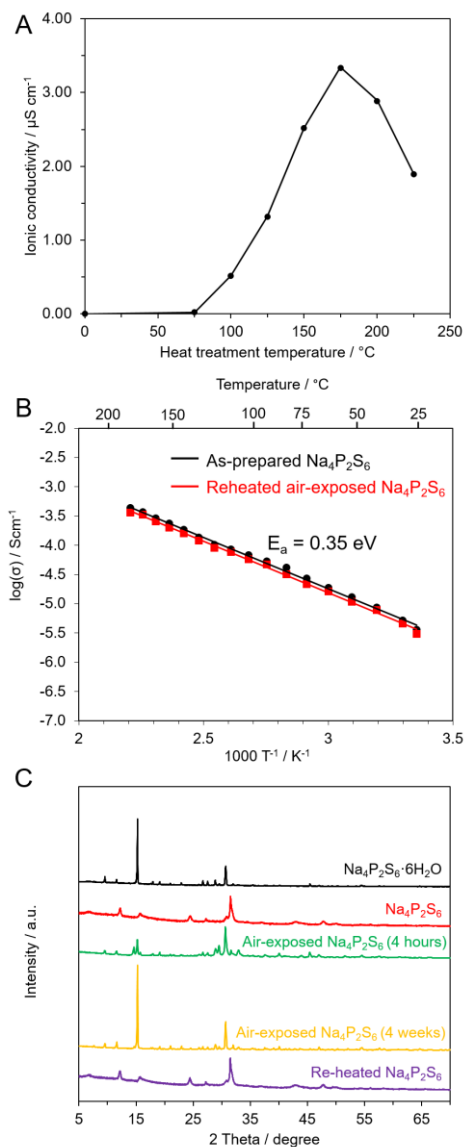 A
Ionic conductivity / µS cm⁻¹
4.00
3.00
2.00
1.00
0.00
0 50 100 150 200 250
Heat treatment temperature / °C
B
Temperature / °C
200 150 100 75 50 25
log(σ) / Scm⁻¹
-2.0
-2.5
-3.0
-3.5
-4.0
-4.5
-5.0
-5.5
-6.0
-6.5
-7.0
As-prepared Na₄P₂S₆
Reheated air-exposed Na₄P₂S₆
Eₐ = 0.35 eV
2 2.5 3 3.5
1000 T⁻¹ / K⁻¹
C
Intensity / a.u.
Na₄P₂S₆·6H₂O
Na₄P₂S₆
Air-exposed Na₄P₂S₆ (4 hours)
Air-exposed Na₄P₂S₆ (4 weeks)
Re-heated Na₄P₂S₆
5 15 25 35 45 55 65
2 Theta / degree